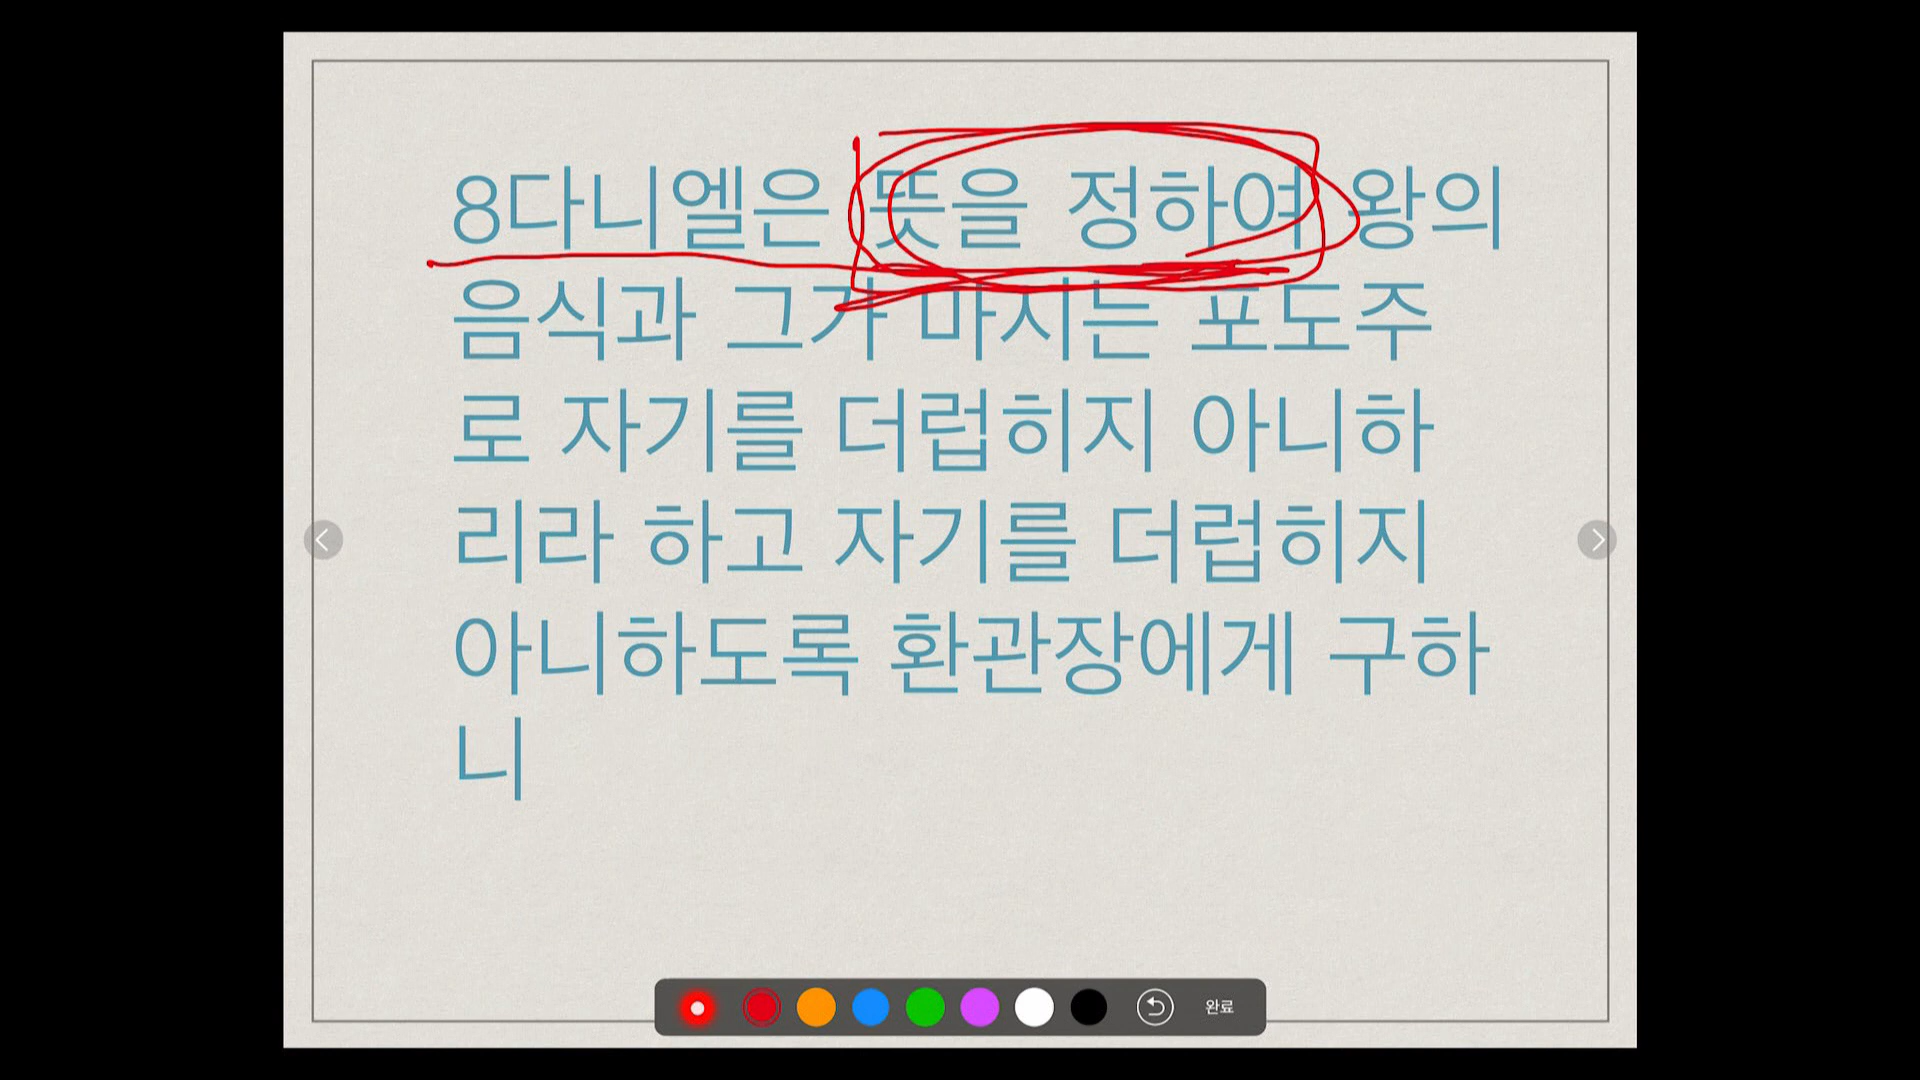 8다니엘은 뜻을 정하여 왕의
음식과 그가 마시는 포도주
로 자기를 더럽히지 아니하
리라 하고 자기를 더럽히지
아니하도록 환관장에게 구하
니
완료